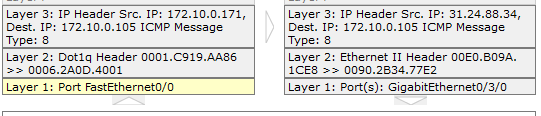 Layer 3: IP Header Src. IP: 172.10.0.171,
Dest. IP: 172.10.0.105 ICMP Message
Type: 8
Layer 2: Dot1q Header 0001.C919.AA86
>> 0006.2A0D.4001
Layer 1: Port FastEthernet0/0
Layer 3: IP Header Src. IP: 31.24.88.34,
Dest. IP: 172.10.0.105 ICMP Message
Type: 8
Layer 2: Ethernet II Header 00E0.B09A.
1CE8 >> 0090.2B34.77E2
Layer 1: Port(s): GigabitEthernet0/3/0